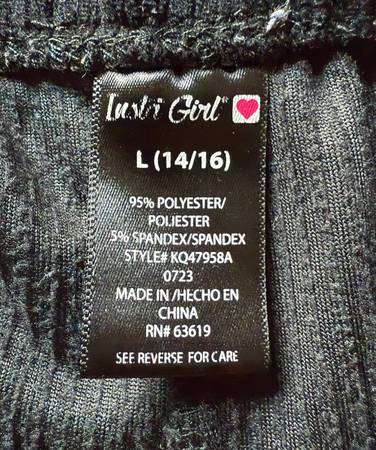 Insta Girl®
L (14/16)
95% POLYESTER/
POLIESTER
5% SPANDEX/SPANDEX
STYLE# KQ47958A
0723
MADE IN /HECHO EN
CHINA
RN# 63619
SEE REVERSE FOR CARE